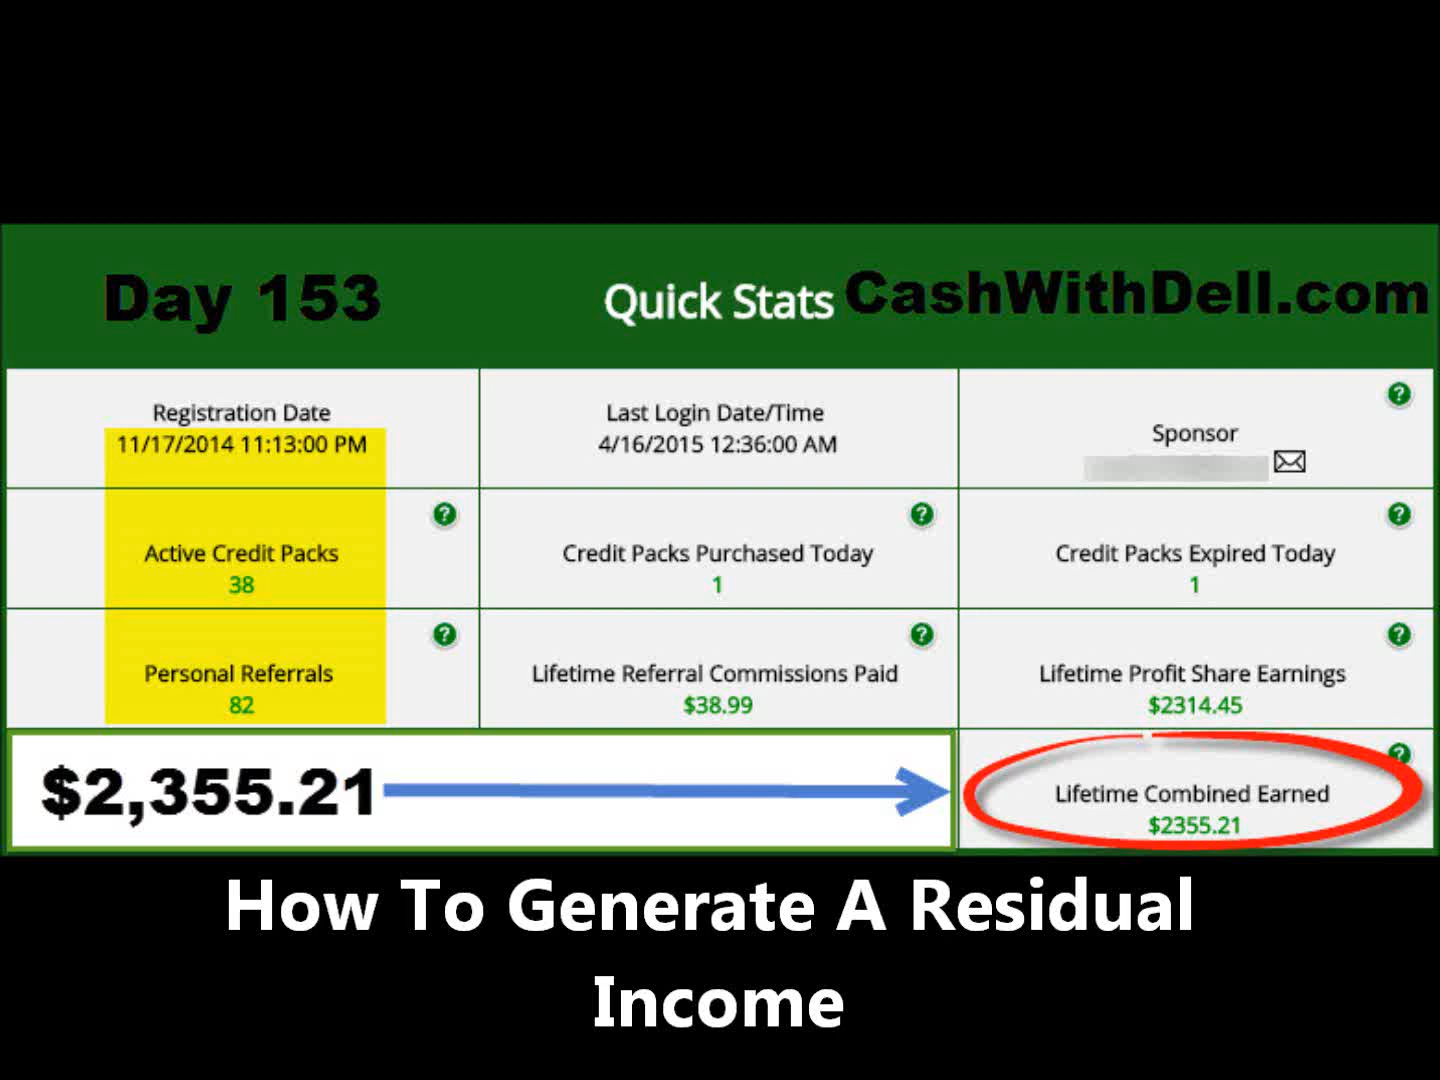 Day 153
Quick Stats
CashWithDell.com
Registration Date
11/17/2014 11:13:00 PM
Last Login Date/Time
4/16/2015 12:36:00 AM
?
Sponsor
?
Active Credit Packs
38
?
Credit Packs Purchased Today
1
?
Credit Packs Expired Today
1
?
Personal Referrals
82
?
Lifetime Referral Commissions Paid
$38.99
?
Lifetime Profit Share Earnings
$2314.45
$2,355.21
?
Lifetime Combined Earned
$2355.21
How To Generate A Residual
Income